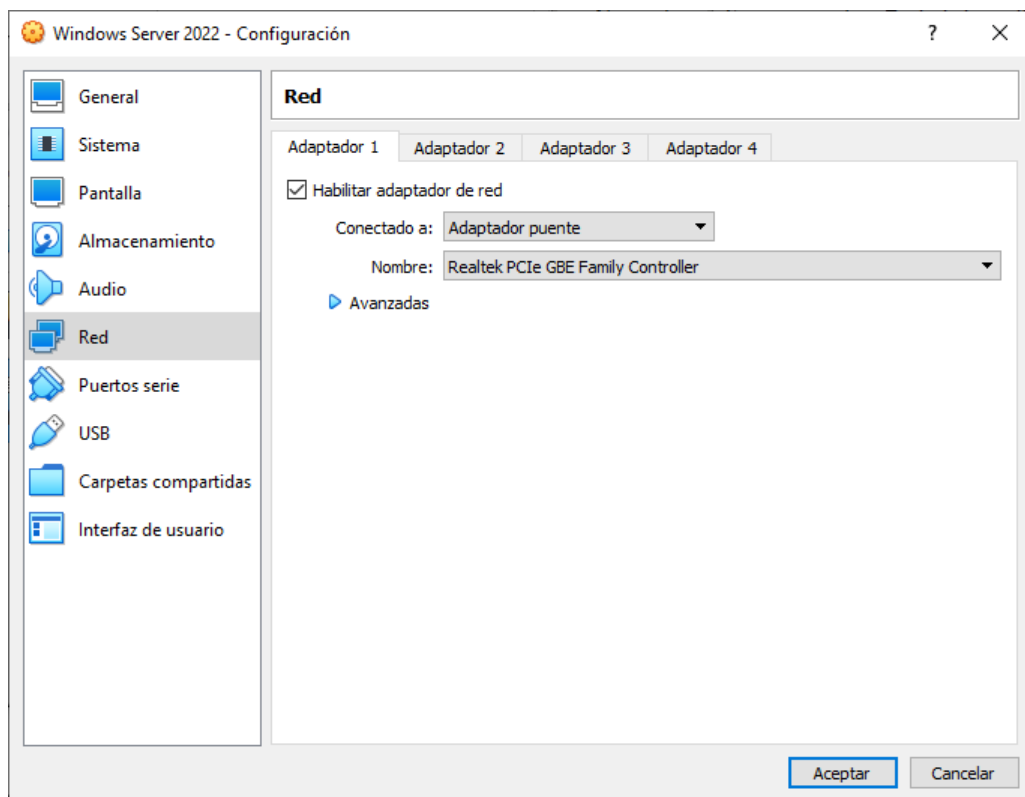 Windows Server 2022 - Configuración
?
General
Sistema
Pantalla
Almacenamiento
Audio
Red
Puertos serie
USB
Carpetas compartidas
Interfaz de usuario
Red
Adaptador 1 Adaptador 2 Adaptador 3 Adaptador 4
Habilitar adaptador de red
Conectado a: Adaptador puente
Nombre: Realtek PCIe GBE Family Controller
Avanzadas
Aceptar Cancelar